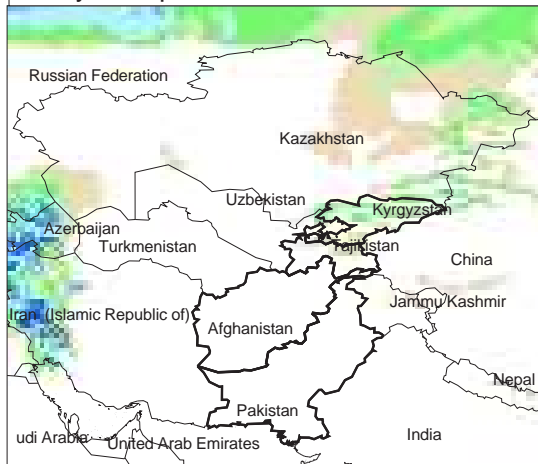 Russian Federation
Kazakhstan
Uzbekistan
Kyrgyzstan
Azerbaijan
Turkmenistan
Tajikistan
China
Iran (Islamic Republic of)
Jammu Kashmir
Afghanistan
Nepal
Pakistan
udi Arabia
United Arab Emirates
India